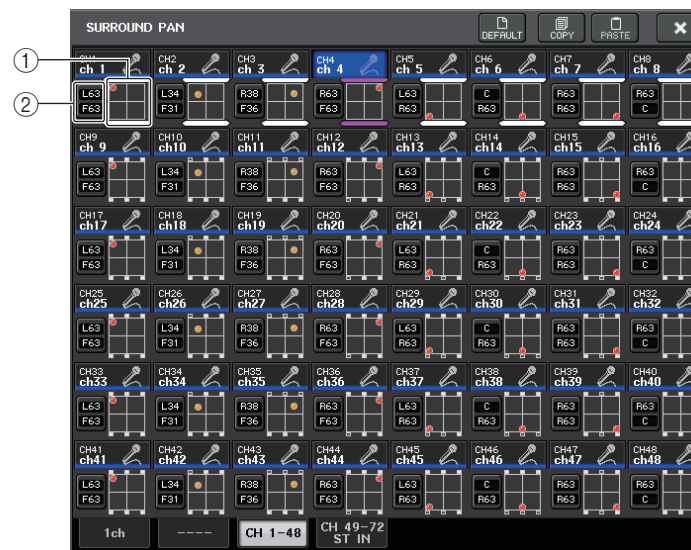 SURROUND PAN
DEFAULT COPY PASTE
①
②
CH1 CH2 CH3 CH4 CH5 CH6 CH7 CH8
ch 1 ch 2 ch 3 ch 4 ch 5 ch 6 ch 7 ch 8
L63 L34 R38 R63 L63 C R63 R63
F63 F31 F36 F63 R63 R63 R63 C
CH9 CH10 CH11 CH12 CH13 CH14 CH15 CH16
ch 9 ch10 ch11 ch12 ch13 ch14 ch15 ch16
L63 L34 R38 R63 L63 C R63 R63
F63 F31 F36 F63 R63 R63 R63 C
CH17 CH18 CH19 CH20 CH21 CH22 CH23 CH24
ch17 ch18 ch19 ch20 ch21 ch22 ch23 ch24
L63 L34 R38 R63 L63 C R63 R63
F63 F31 F36 F63 R63 R63 R63 C
CH25 CH26 CH27 CH28 CH29 CH30 CH31 CH32
ch25 ch26 ch27 ch28 ch29 ch30 ch31 ch32
L63 L34 R38 R63 L63 C R63 R63
F63 F31 F36 F63 R63 R63 R63 C
CH33 CH34 CH35 CH36 CH37 CH38 CH39 CH40
ch33 ch34 ch35 ch36 ch37 ch38 ch39 ch40
L63 L34 R38 R63 L63 C R63 R63
F63 F31 F36 F63 R63 R63 R63 C
CH41 CH42 CH43 CH44 CH45 CH46 CH47 CH48
ch41 ch42 ch43 ch44 ch45 ch46 ch47 ch48
L63 L34 R38 R63 L63 C R63 R63
F63 F31 F36 F63 R63 R63 R63 C
1ch ---- CH 1-48 CH 49-72
ST IN